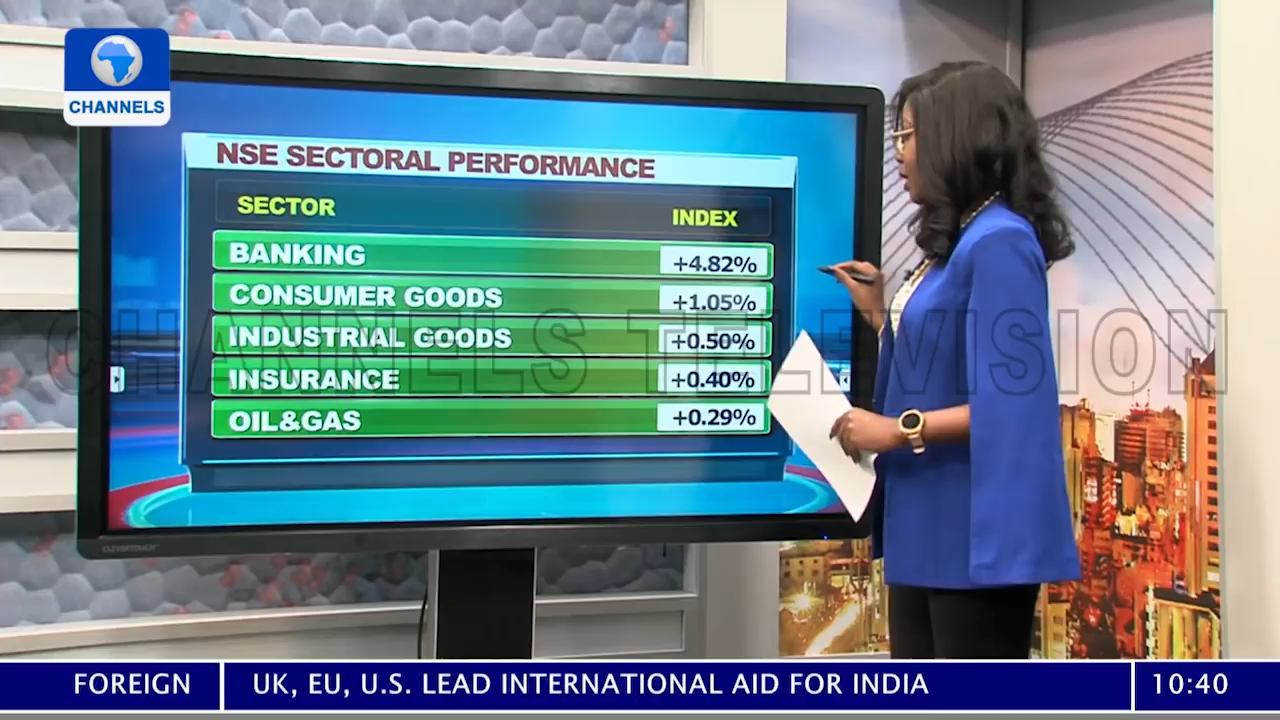 CHANNELS
NSE SECTORAL PERFORMANCE
SECTOR INDEX
BANKING +4.82%
CONSUMER GOODS +1.05%
INDUSTRIAL GOODS +0.50%
INSURANCE +0.40%
OIL&GAS +0.29%
CHANNELS TELEVISION
CLEVERTOUCH
FOREIGN UK, EU, U.S. LEAD INTERNATIONAL AID FOR INDIA 10:40